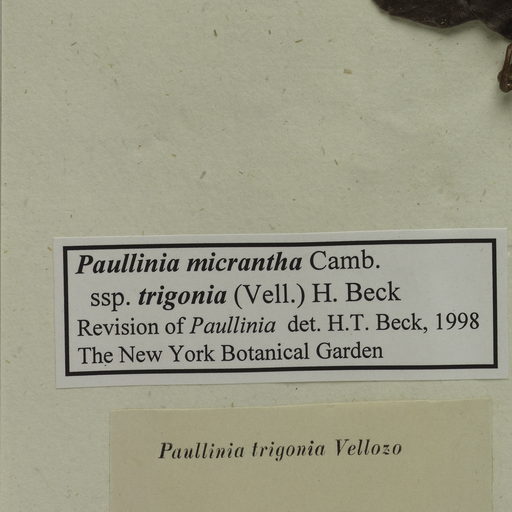 Paullinia micrantha Camb.
ssp. trigonia (Vell.) H. Beck
Revision of Paullinia det. H.T. Beck, 1998
The New York Botanical Garden
Paullinia trigonia Vellozo